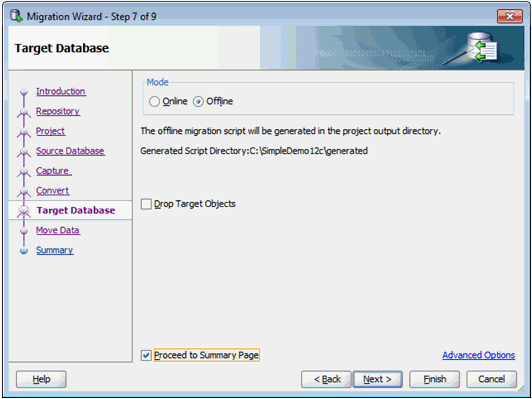 Migration Wizard - Step 7 of 9
Target Database
Introduction
Repository
Project
Source Database
Capture
Convert
Target Database
Move Data
Summary
Mode
Online Offline
The offline migration script will be generated in the project output directory.
Generated Script Directory:C:\SimpleDemo12c\generated
Drop Target Objects
Proceed to Summary Page
Advanced Options
Help
< Back Next > Finish Cancel